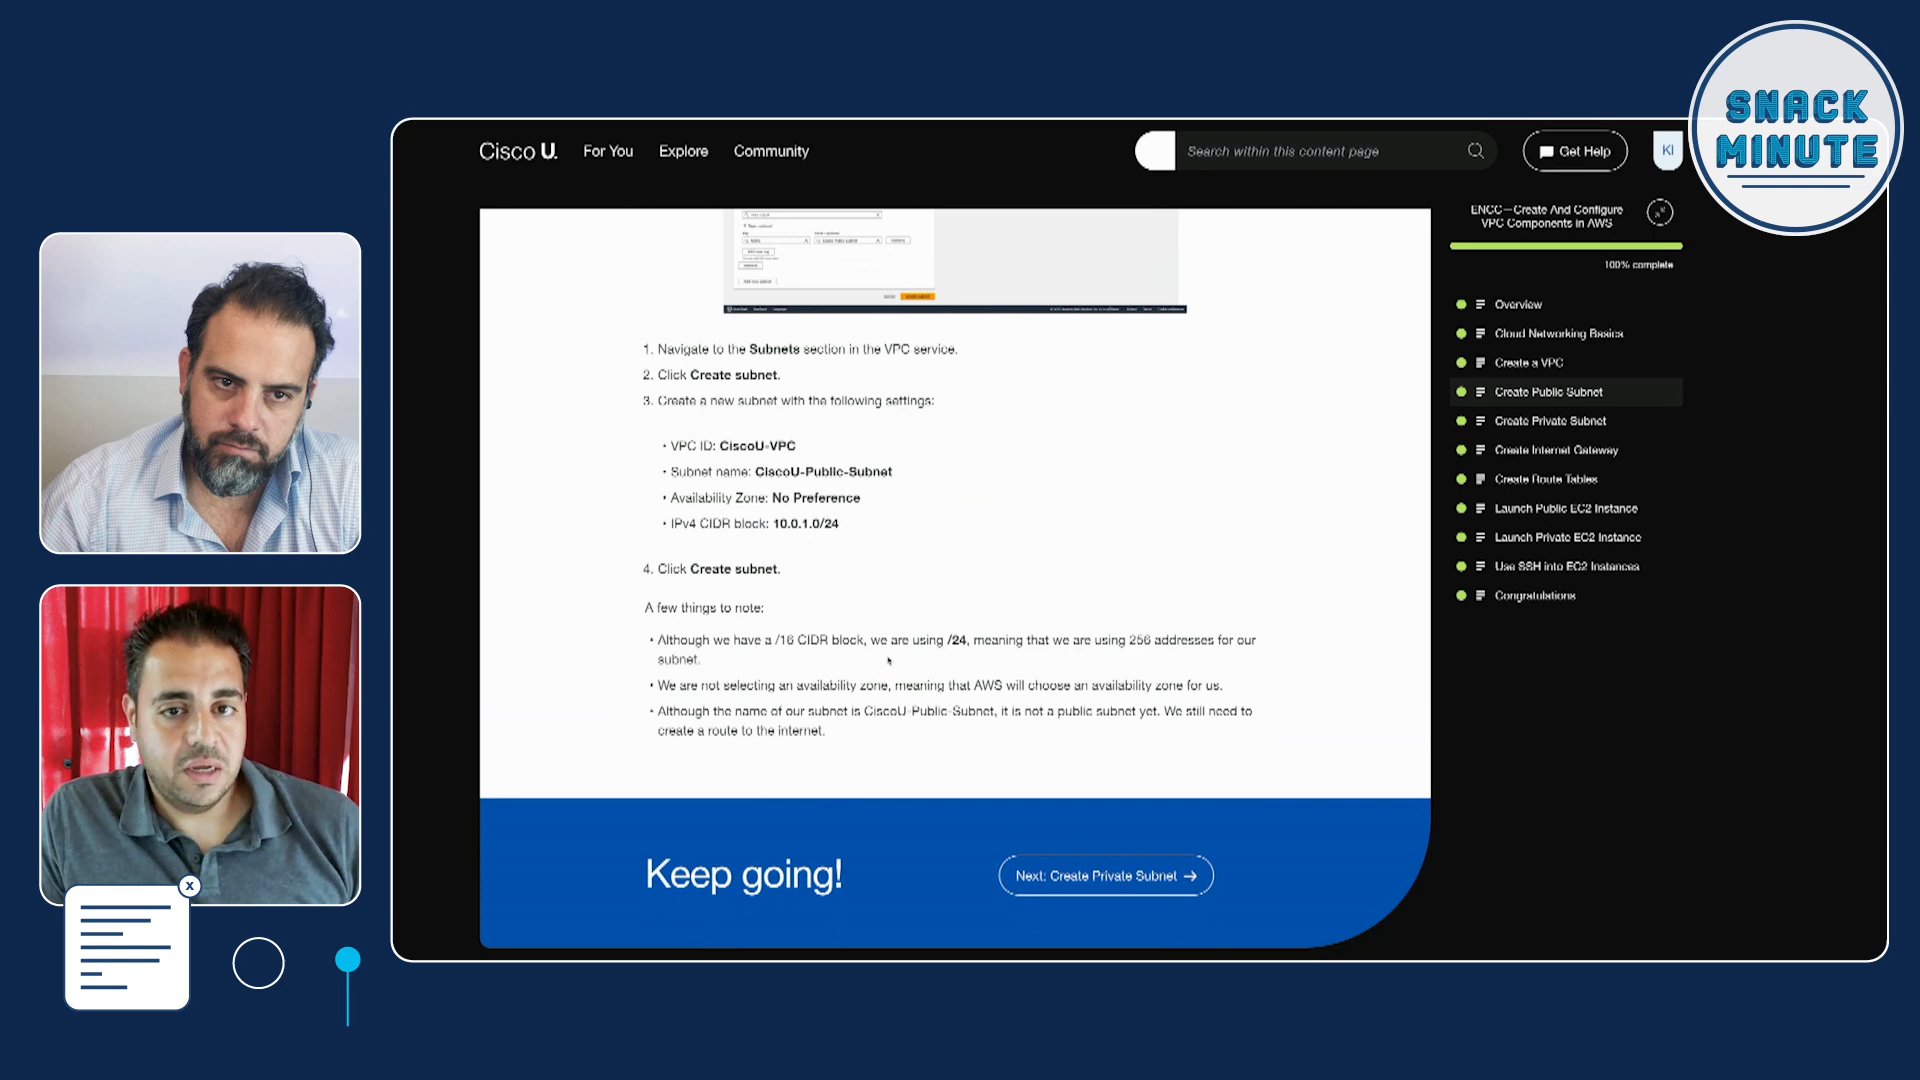 SNACK
MINUTE
Cisco U.
For You
Explore
Community
Search within this content page
Get Help
KI
ENCC—Create And Configure
VPC Components in AWS
100% complete
Overview
Cloud Networking Basics
Create a VPC
Create Public Subnet
Create Private Subnet
Create Internet Gateway
Create Route Tables
Launch Public EC2 Instance
Launch Private EC2 Instance
Use SSH into EC2 Instances
Congratulations
1. Navigate to the Subnets section in the VPC service.
2. Click Create subnet.
3. Create a new subnet with the following settings:
• VPC ID: CiscoU-VPC
• Subnet name: CiscoU-Public-Subnet
• Availability Zone: No Preference
• IPv4 CIDR block: 10.0.1.0/24
4. Click Create subnet.
A few things to note:
• Although we have a /16 CIDR block, we are using /24, meaning that we are using 256 addresses for our
subnet.
• We are not selecting an availability zone, meaning that AWS will choose an availability zone for us.
• Although the name of our subnet is CiscoU-Public-Subnet, it is not a public subnet yet. We still need to
create a route to the internet.
Keep going!
Next: Create Private Subnet →
x